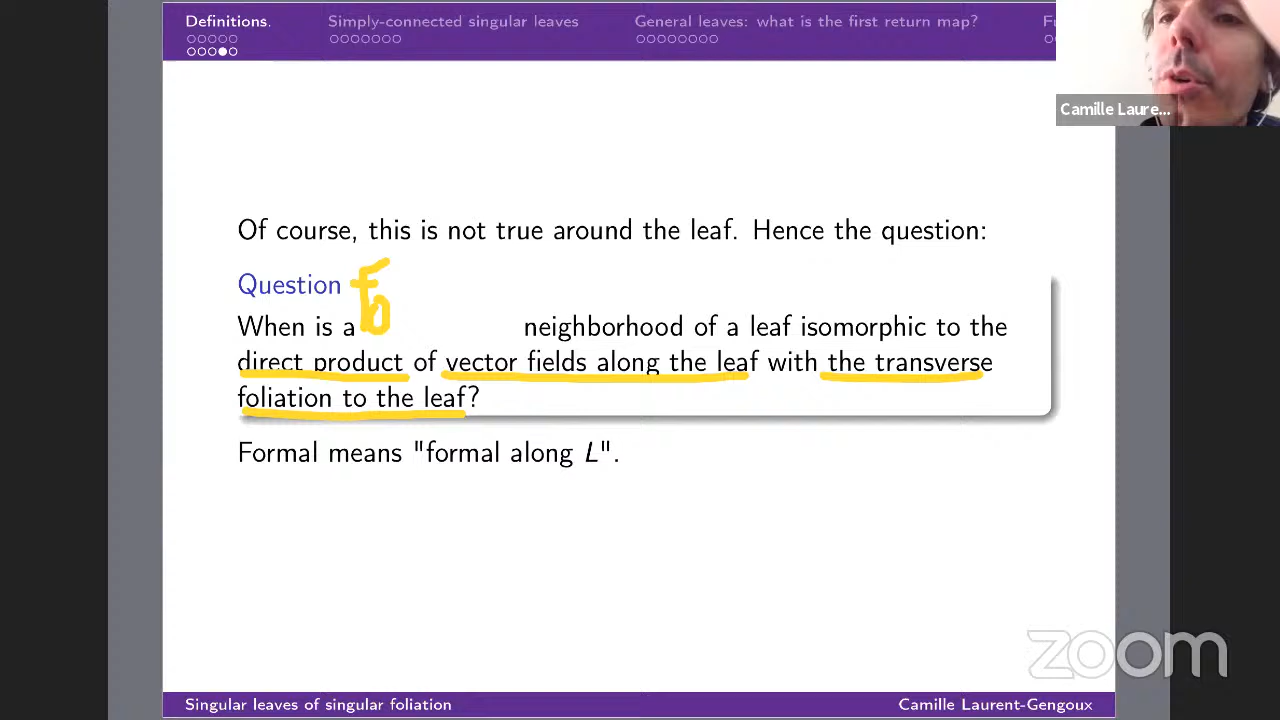 Definitions.
Simply-connected singular leaves
General leaves: what is the first return map?
Camille Laure...
Of course, this is not true around the leaf. Hence the question:
Question
When is a fo neighborhood of a leaf isomorphic to the
direct product of vector fields along the leaf with the transverse
foliation to the leaf?
Formal means "formal along L".
zoom
Singular leaves of singular foliation
Camille Laurent-Gengoux